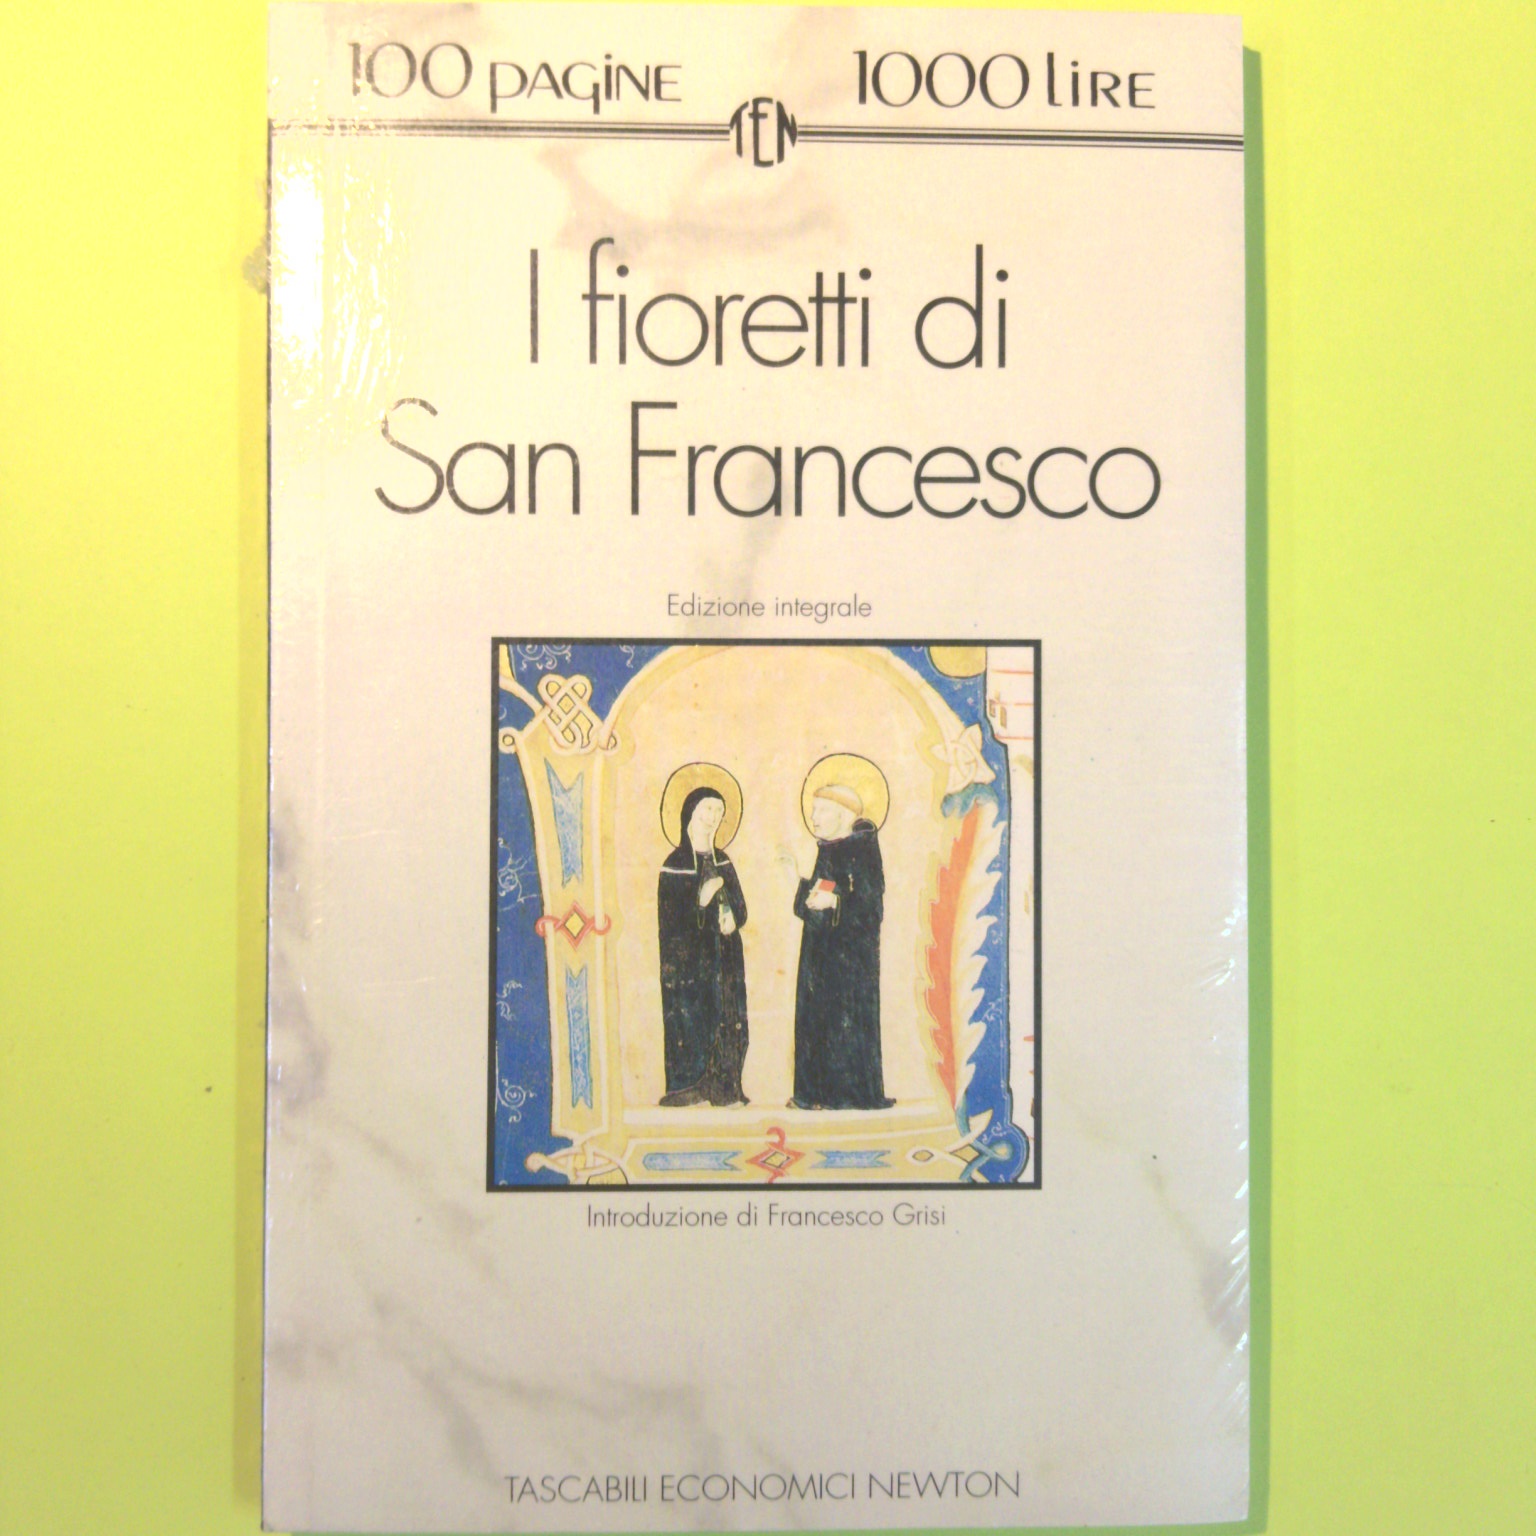 100 PAGINE 1000 LIRE
TEN
I fioretti di
San Francesco
Edizione integrale
Introduzione di Francesco Grisi
TASCABILI ECONOMICI NEWTON